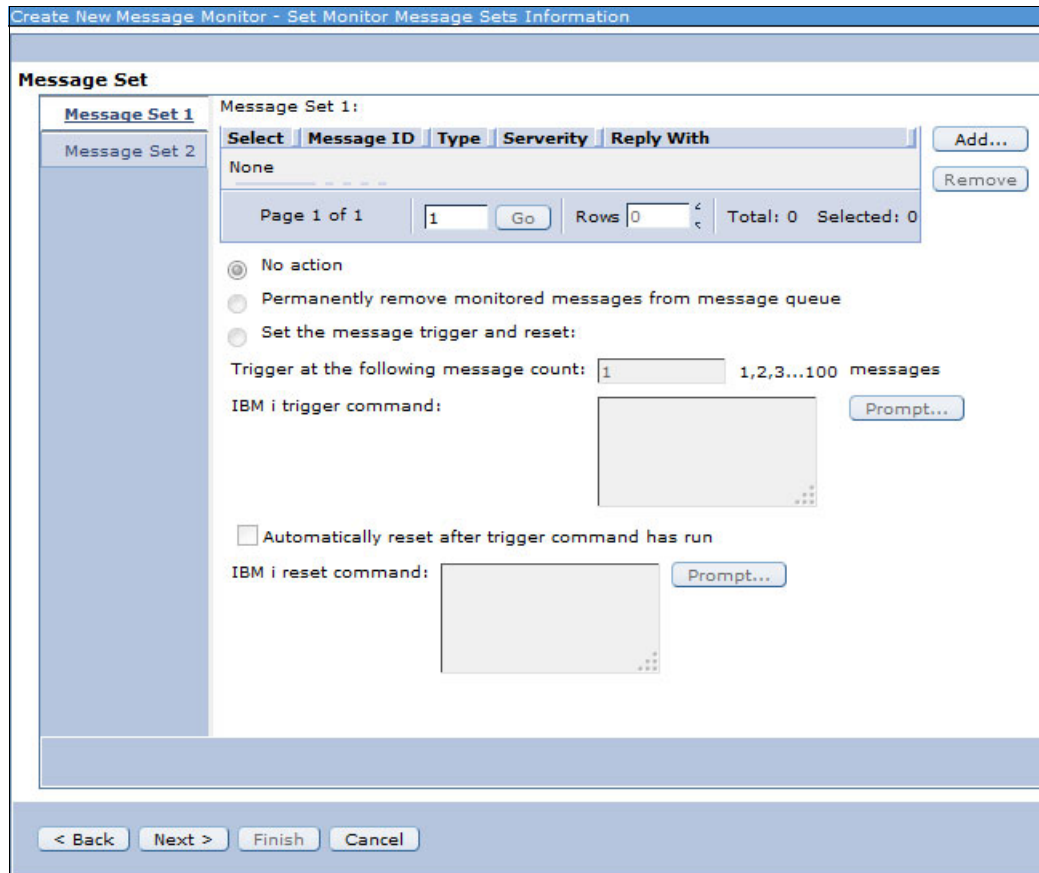 Create New Message Monitor - Set Monitor Message Sets Information
Message Set
Message Set 1
Message Set 2
Message Set 1:
Select Message ID Type Serverity Reply With
None
Add...
Remove
Page 1 of 1 1 Go Rows 0 Total: 0 Selected: 0
No action
Permanently remove monitored messages from message queue
Set the message trigger and reset:
Trigger at the following message count: 1 1,2,3...100 messages
IBM i trigger command: Prompt...
Automatically reset after trigger command has run
IBM i reset command: Prompt...
< Back Next > Finish Cancel